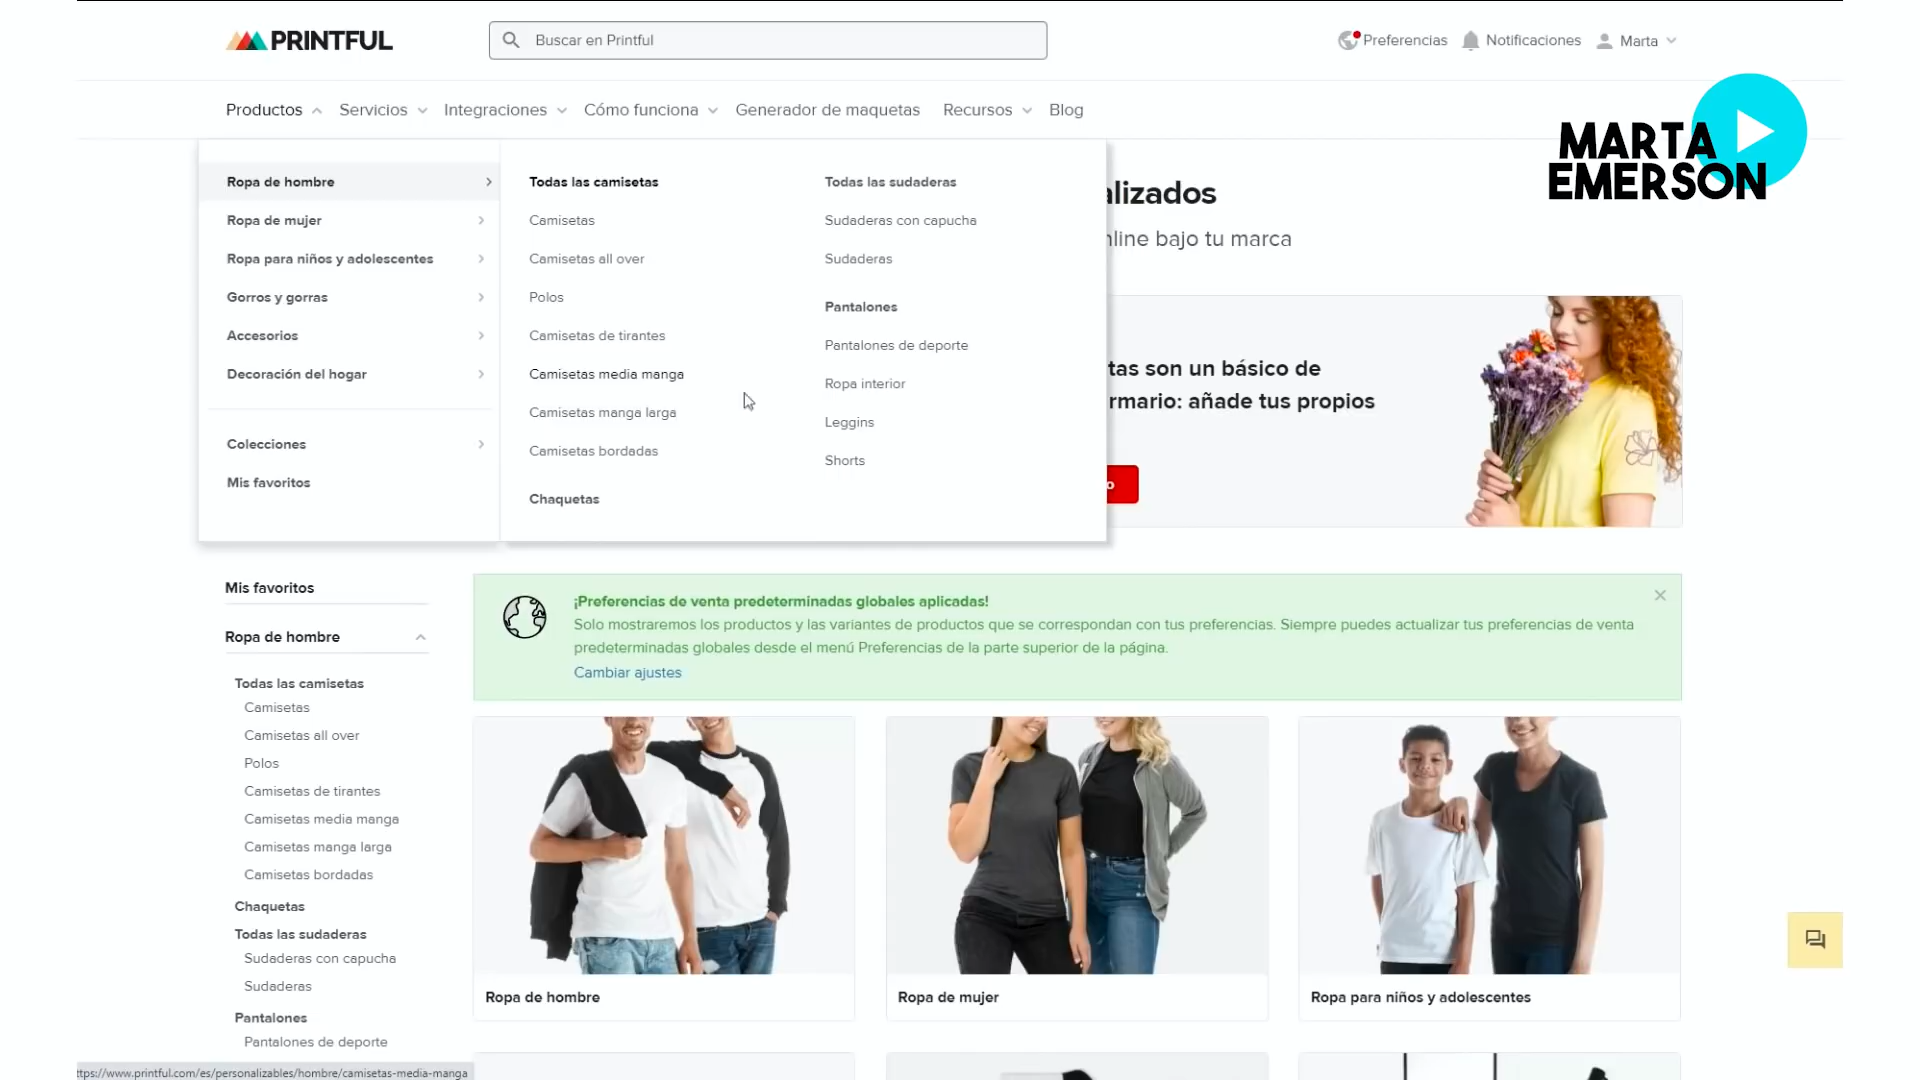 PRINTFUL
Buscar en Printful
Preferencias
Notificaciones
Marta
Productos
Servicios
Integraciones
Cómo funciona
Generador de maquetas
Recursos
Blog
MARTA
EMERSON
Ropa de hombre
Ropa de mujer
Ropa para niños y adolescentes
Gorros y gorras
Accesorios
Decoración del hogar
Colecciones
Mis favoritos
Todas las camisetas
Camisetas
Camisetas all over
Polos
Camisetas de tirantes
Camisetas media manga
Camisetas manga larga
Camisetas bordadas
Chaquetas
Todas las sudaderas
Sudaderas con capucha
Sudaderas
Pantalones
Pantalones de deporte
Ropa interior
Leggins
Shorts
alizados
nline bajo tu marca
tas son un básico de
rmario: añade tus propios
o
Mis favoritos
Ropa de hombre
Todas las camisetas
Camisetas
Camisetas all over
Polos
Camisetas de tirantes
Camisetas media manga
Camisetas manga larga
Camisetas bordadas
Chaquetas
Todas las sudaderas
Sudaderas con capucha
Sudaderas
Pantalones
Pantalones de deporte
¡Preferencias de venta predeterminadas globales aplicadas!
Solo mostraremos los productos y las variantes de productos que se correspondan con tus preferencias. Siempre puedes actualizar tus preferencias de venta
predeterminadas globales desde el menú Preferencias de la parte superior de la página.
Cambiar ajustes
Ropa de hombre
Ropa de mujer
Ropa para niños y adolescentes
ttps://www.printful.com/es/personalizables/hombre/camisetas-media-manga